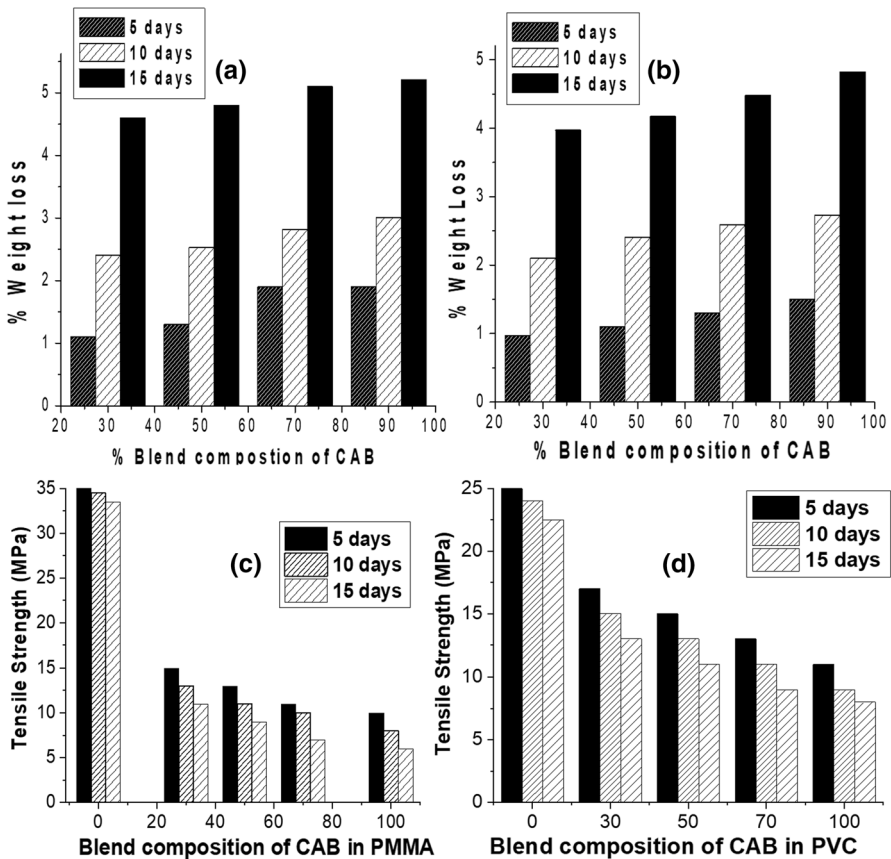 5 days
10 days
15 days
(a)
% Weight loss
5
4
3
2
1
0
20 30 40 50 60 70 80 90 100
% Blend compostion of CAB
5 days
10 days
15 days
(b)
% Weight Loss
5
4
3
2
1
0
20 30 40 50 60 70 80 90 100
% Blend composition of CAB
35
30
25
20
15
10
5
0
Tensile Strength (MPa)
(c)
5 days
10 days
15 days
0 20 40 60 80 100
Blend composition of CAB in PMMA
25
20
15
10
5
0
Tensile Strength (MPa)
(d)
5 days
10 days
15 days
0 30 50 70 100
Blend composition of CAB in PVC